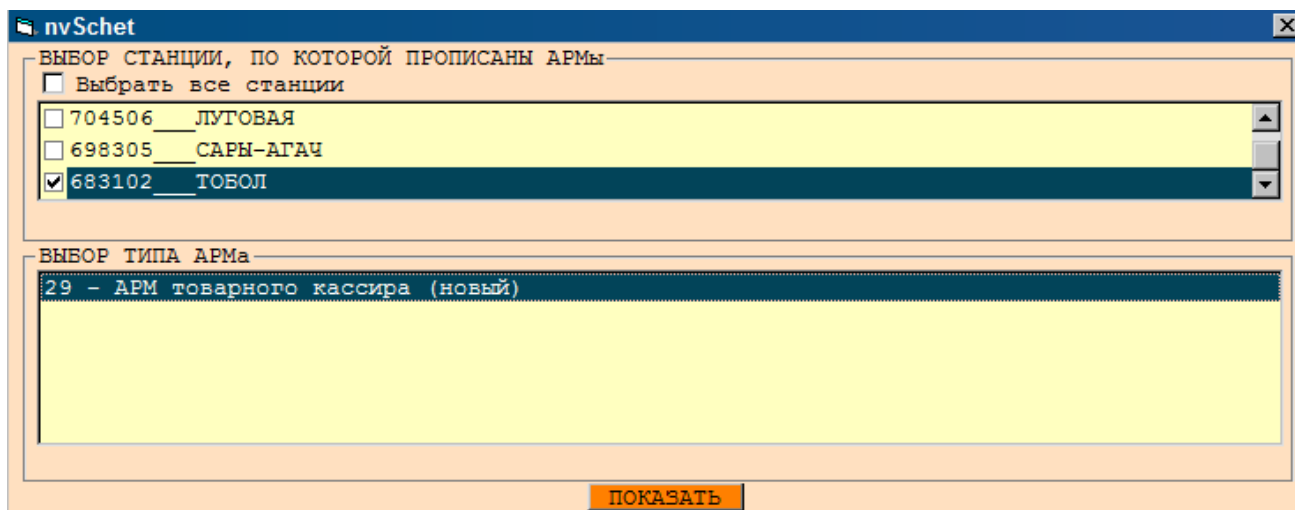 nvSchet
ВЫБОР СТАНЦИИ, ПО КОТОРОЙ ПРОПИСАНЫ АРМы
Выбрать все станции
704506___ЛУГОВАЯ
698305___САРЫ-АГАЧ
683102___ТОБОЛ
ВЫБОР ТИПА АРМа
29 - АРМ товарного кассира (новый)
ПОКАЗАТЬ